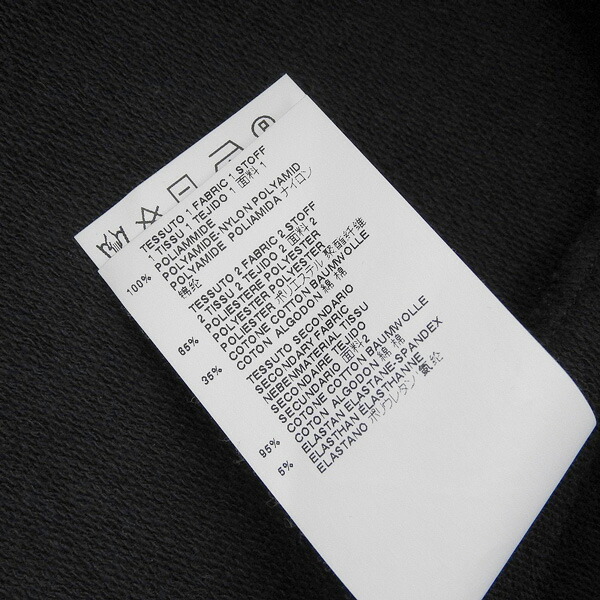 TESSUTO 1 FABRIC 1 STOFF
1 TISSU 1 TEJIDO 1 面料 1
100% POLIAMMIDE
POLYAMIDE-NYLON POLYAMID
POLYAMIDE POLIAMIDA ナイロン
锦纶
TESSUTO 2 FABRIC 2 STOFF
2 TISSU 2 TEJIDO 2 面料 2
65% POLIESTERE POLYESTER
POLYESTER ポリエステル 聚酯纤维
35% COTONE COTTON BAUMWOLLE
COTON ALGODON 綿 棉
TESSUTO SECONDARIO
SECONDARY FABRIC
NEBENMATERIAL TISSU
SECONDAIRE TEJIDO
SECUNDARIO 面料 2
95% COTONE COTTON BAUMWOLLE
COTON ALGODON 綿 棉
5% ELASTAN ELASTANE-SPANDEX
ELASTHAN ELASTHANNE
ELASTANO ポリウレタン 氨纶